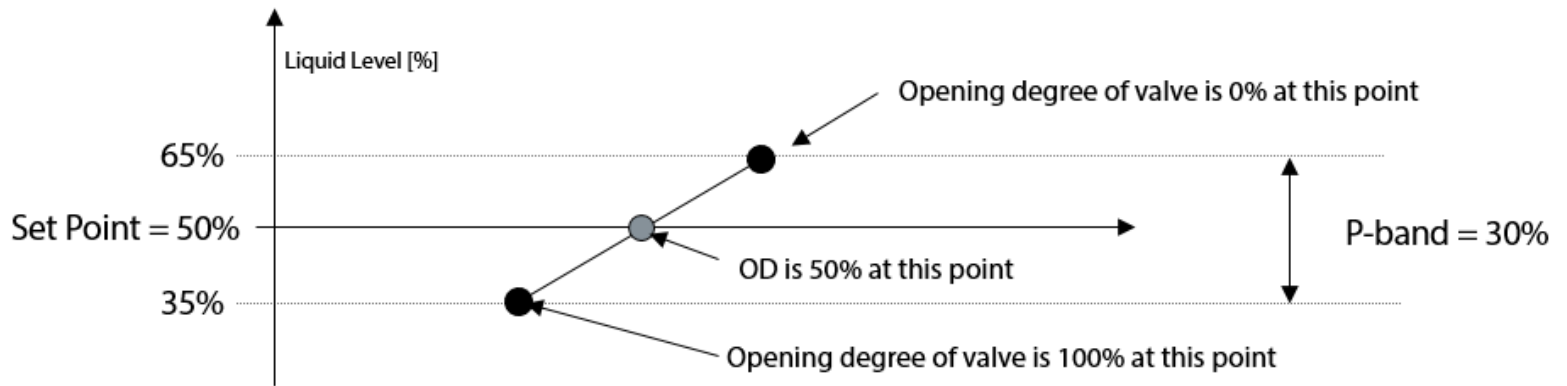 Liquid Level [%]
Opening degree of valve is 0% at this point
65%
Set Point = 50%
P-band = 30%
OD is 50% at this point
35%
Opening degree of valve is 100% at this point